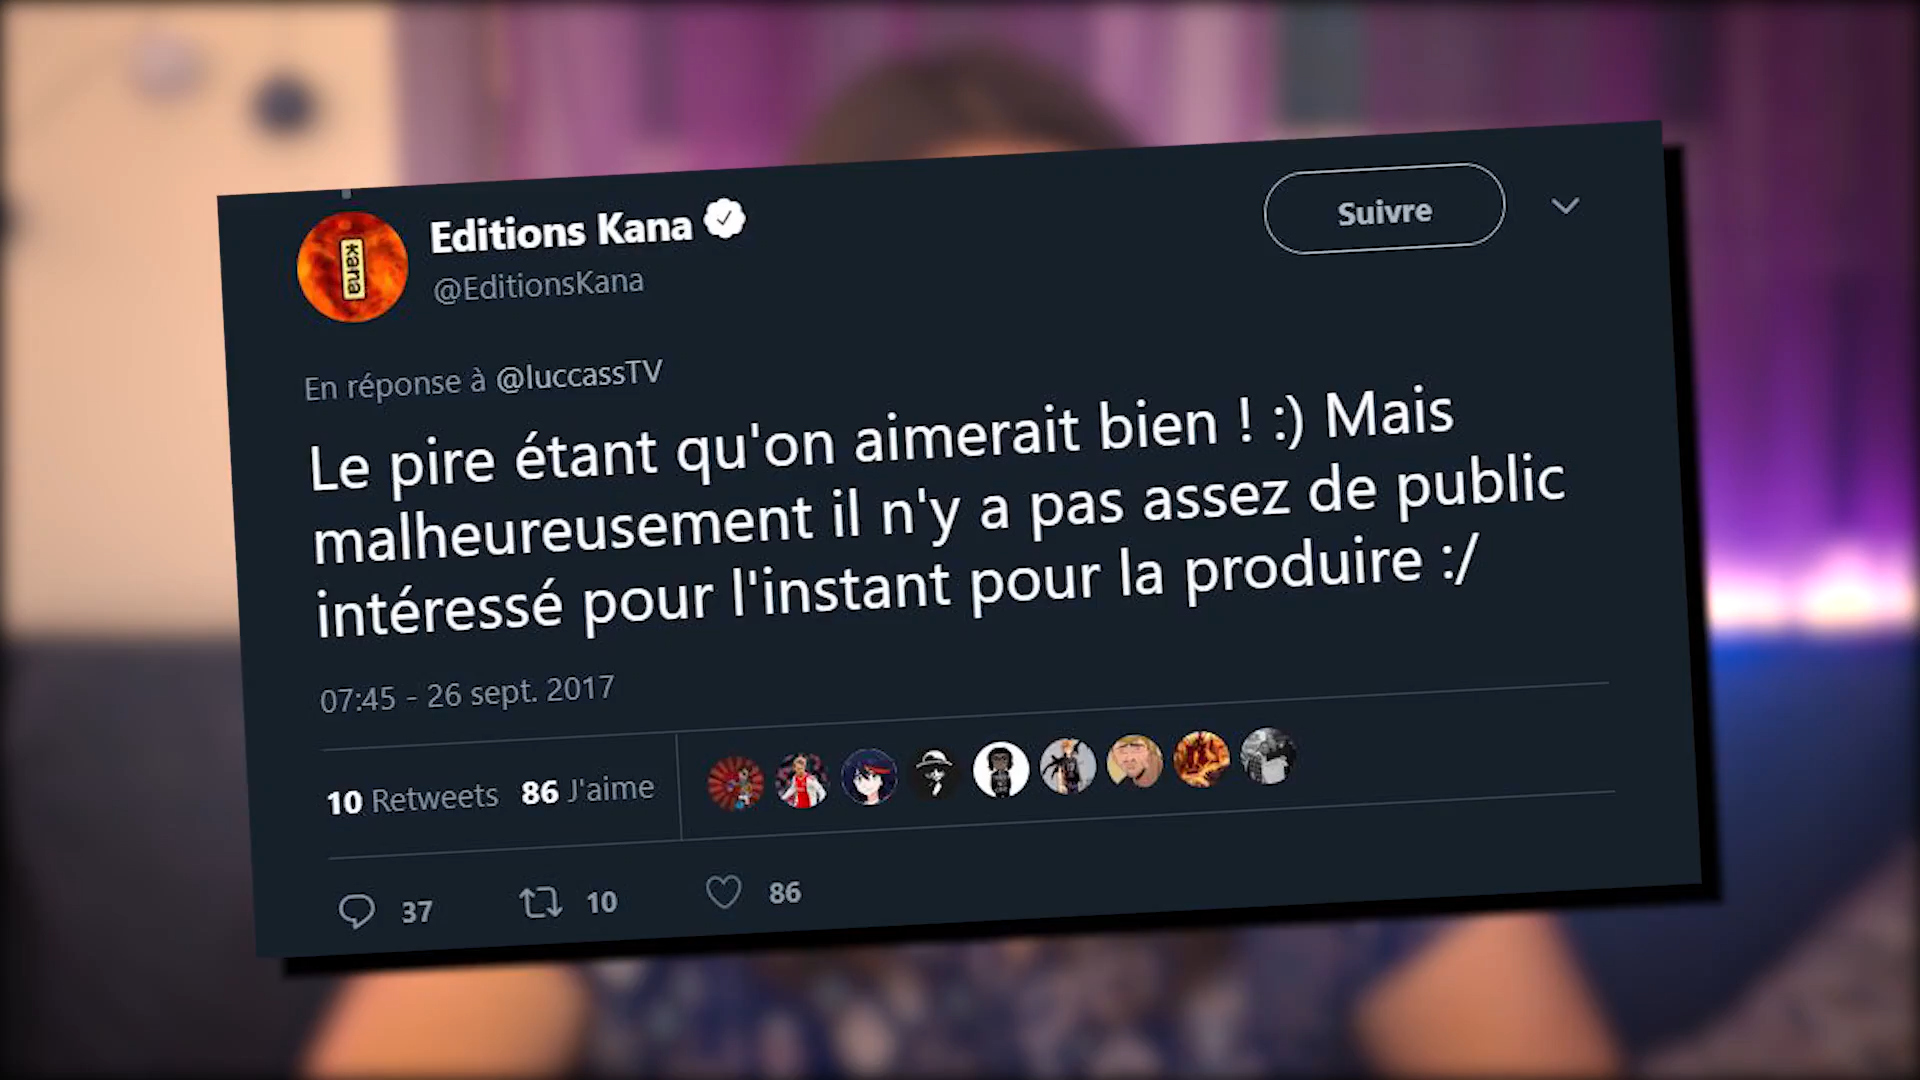 Editions Kana
@EditionsKana
Suivre
kana
En réponse à @luccassTV
Le pire étant qu'on aimerait bien ! :) Mais
malheureusement il n'y a pas assez de public
intéressé pour l'instant pour la produire :/
07:45 - 26 sept. 2017
10 Retweets 86 J'aime
37 10 86